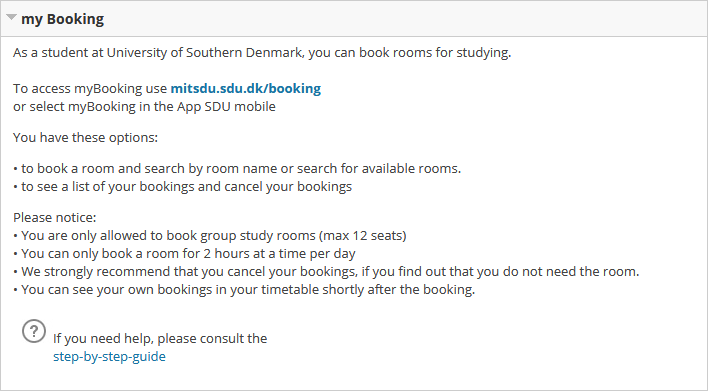 my Booking
As a student at University of Southern Denmark, you can book rooms for studying.
To access myBooking use mitsdu.sdu.dk/booking
or select myBooking in the App SDU mobile
You have these options:
• to book a room and search by room name or search for available rooms.
• to see a list of your bookings and cancel your bookings
Please notice:
• You are only allowed to book group study rooms (max 12 seats)
• You can only book a room for 2 hours at a time per day
• We strongly recommend that you cancel your bookings, if you find out that you do not need the room.
• You can see your own bookings in your timetable shortly after the booking.
? If you need help, please consult the
step-by-step-guide